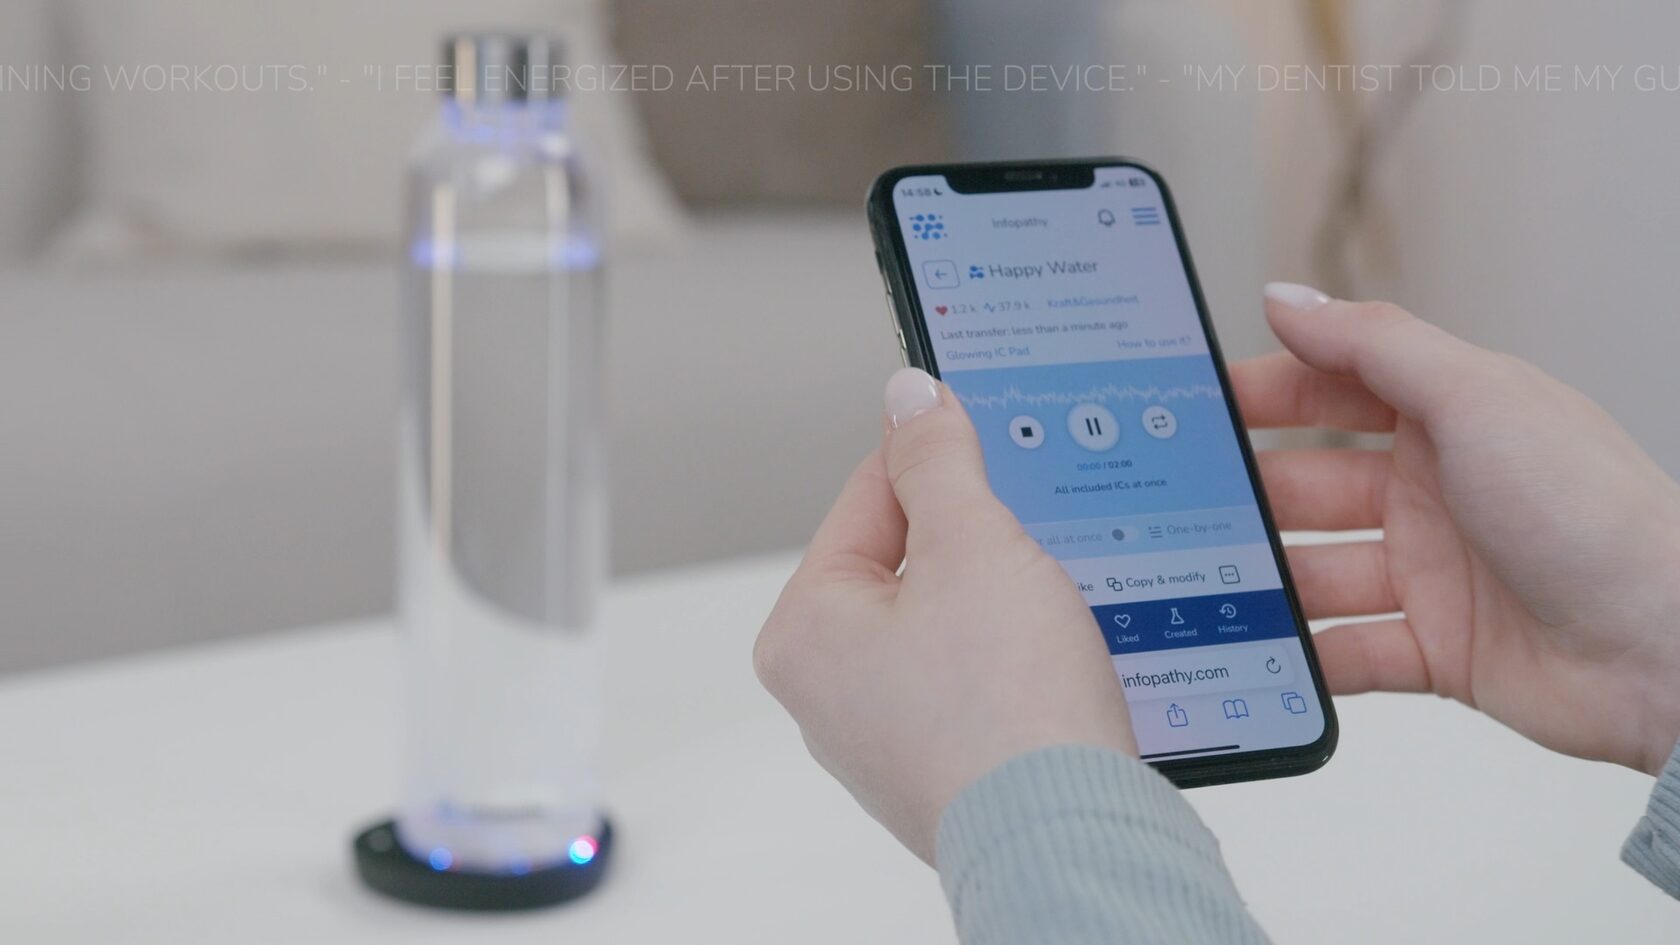 NING WORKOUTS." - "I FEEL ENERGIZED AFTER USING THE DEVICE." - "MY DENTIST TOLD ME MY GU
14:58
Infopathy
Happy Water
1.2 k 37.9 k Kraft&Gesundheit
Last transfer: less than a minute ago
Glowing IC Pad How to use it?
00:00 / 02:00
All included ICs at once
r all at once One-by-one
ike Copy & modify
Liked Created History
infopathy.com